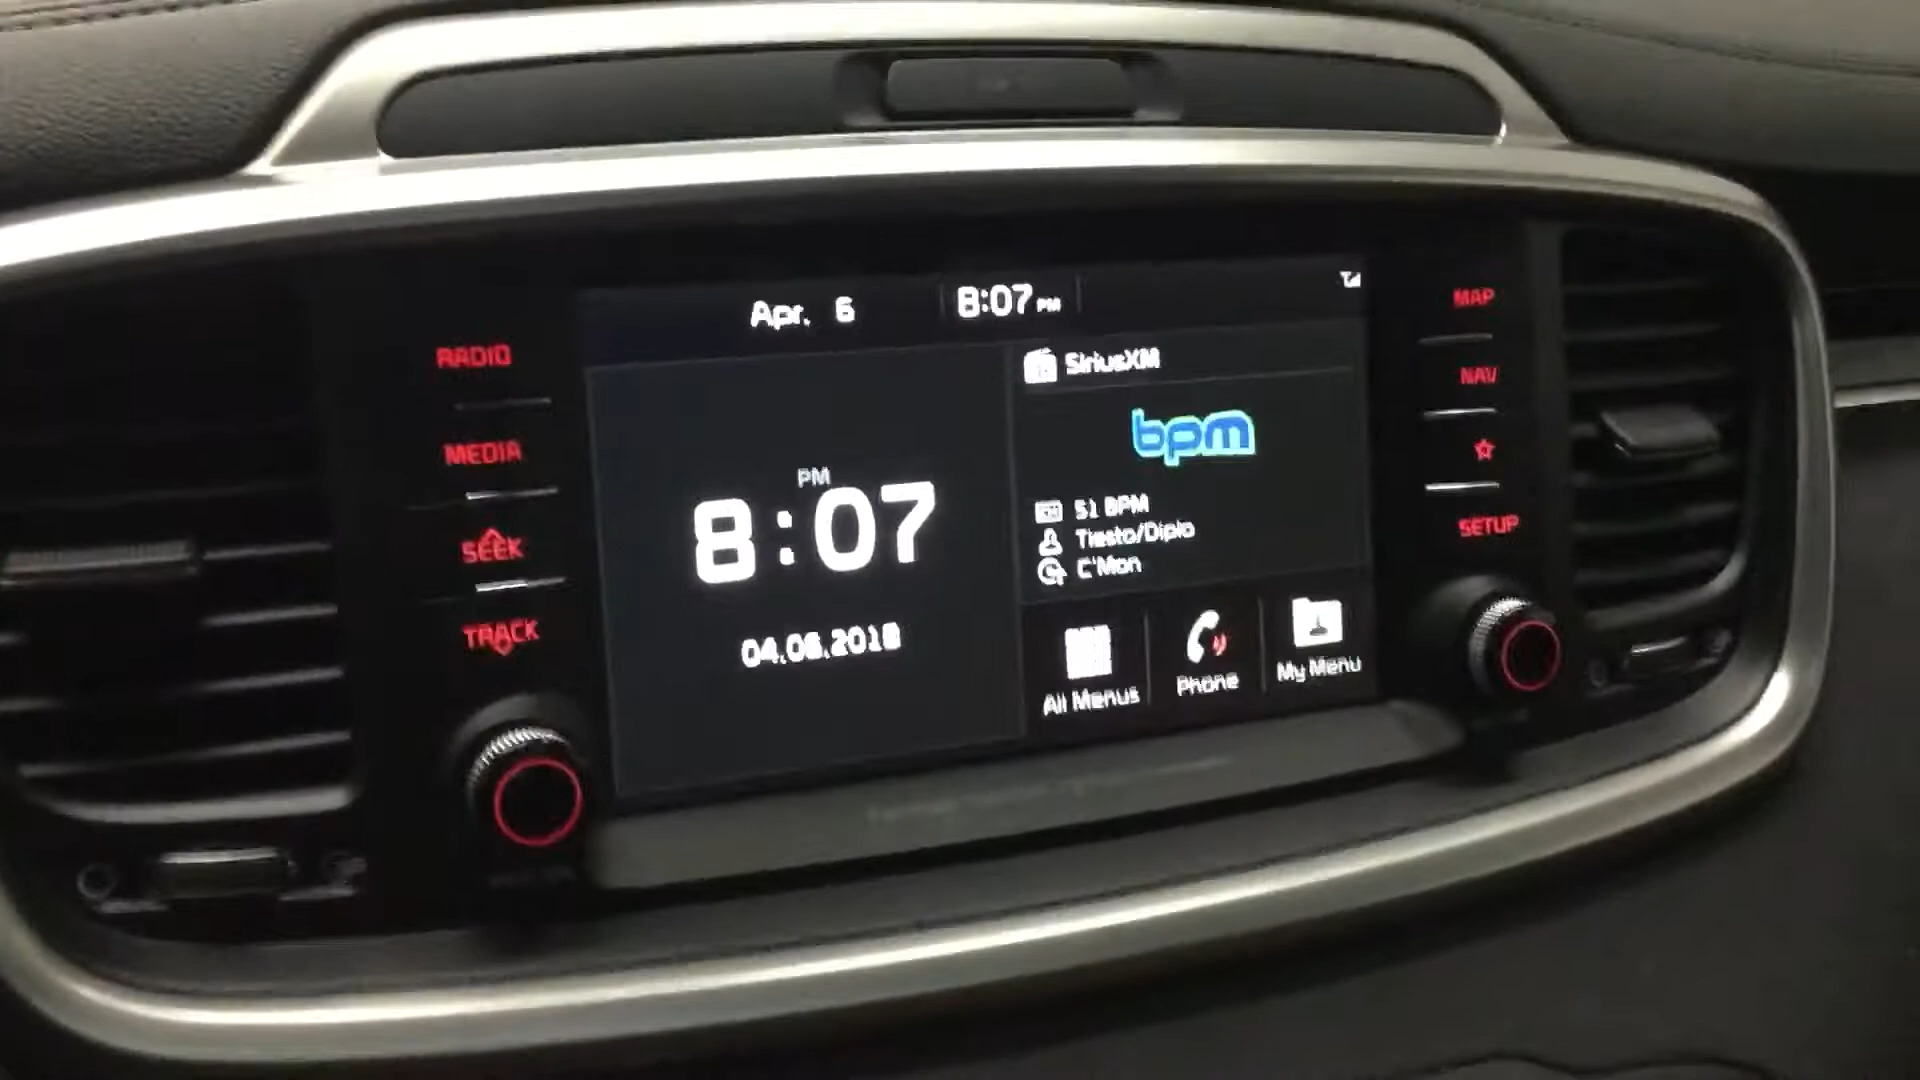 Apr. 6
8:07 PM
RADIO
MEDIA
SEEK
TRACK
PM
8:07
04.06.2018
SiriusXM
bpm
51 BPM
Tiesto/Diplo
C'Mon
All Menus
Phone
My Menu
MAP
NAV
SETUP